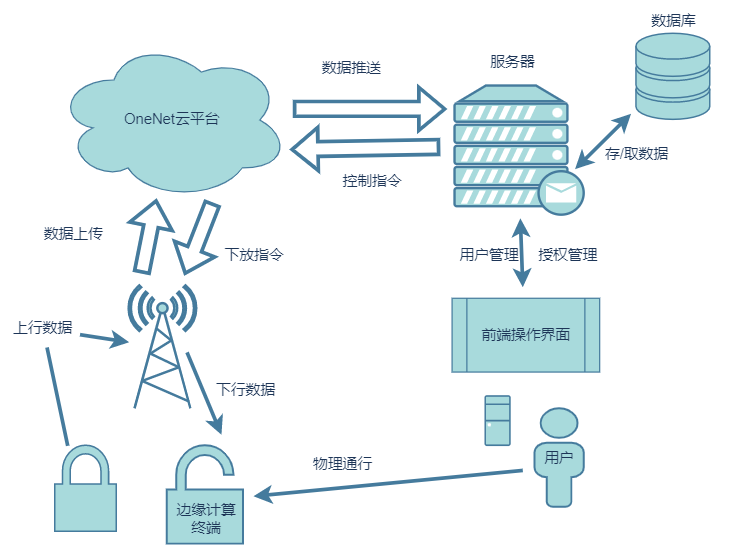 数据库
服务器
数据推送
OneNet云平台
存/取数据
控制指令
数据上传
下放指令
用户管理
授权管理
上行数据
前端操作界面
下行数据
用户
物理通行
边缘计算
终端